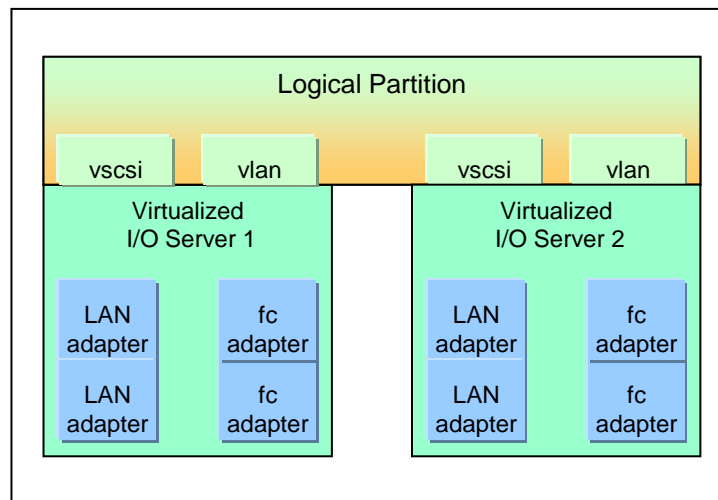 Logical Partition
vscsi
vlan
vscsi
vlan
Virtualized
I/O Server 1
Virtualized
I/O Server 2
LAN
adapter
fc
adapter
LAN
adapter
fc
adapter
LAN
adapter
fc
adapter
LAN
adapter
fc
adapter